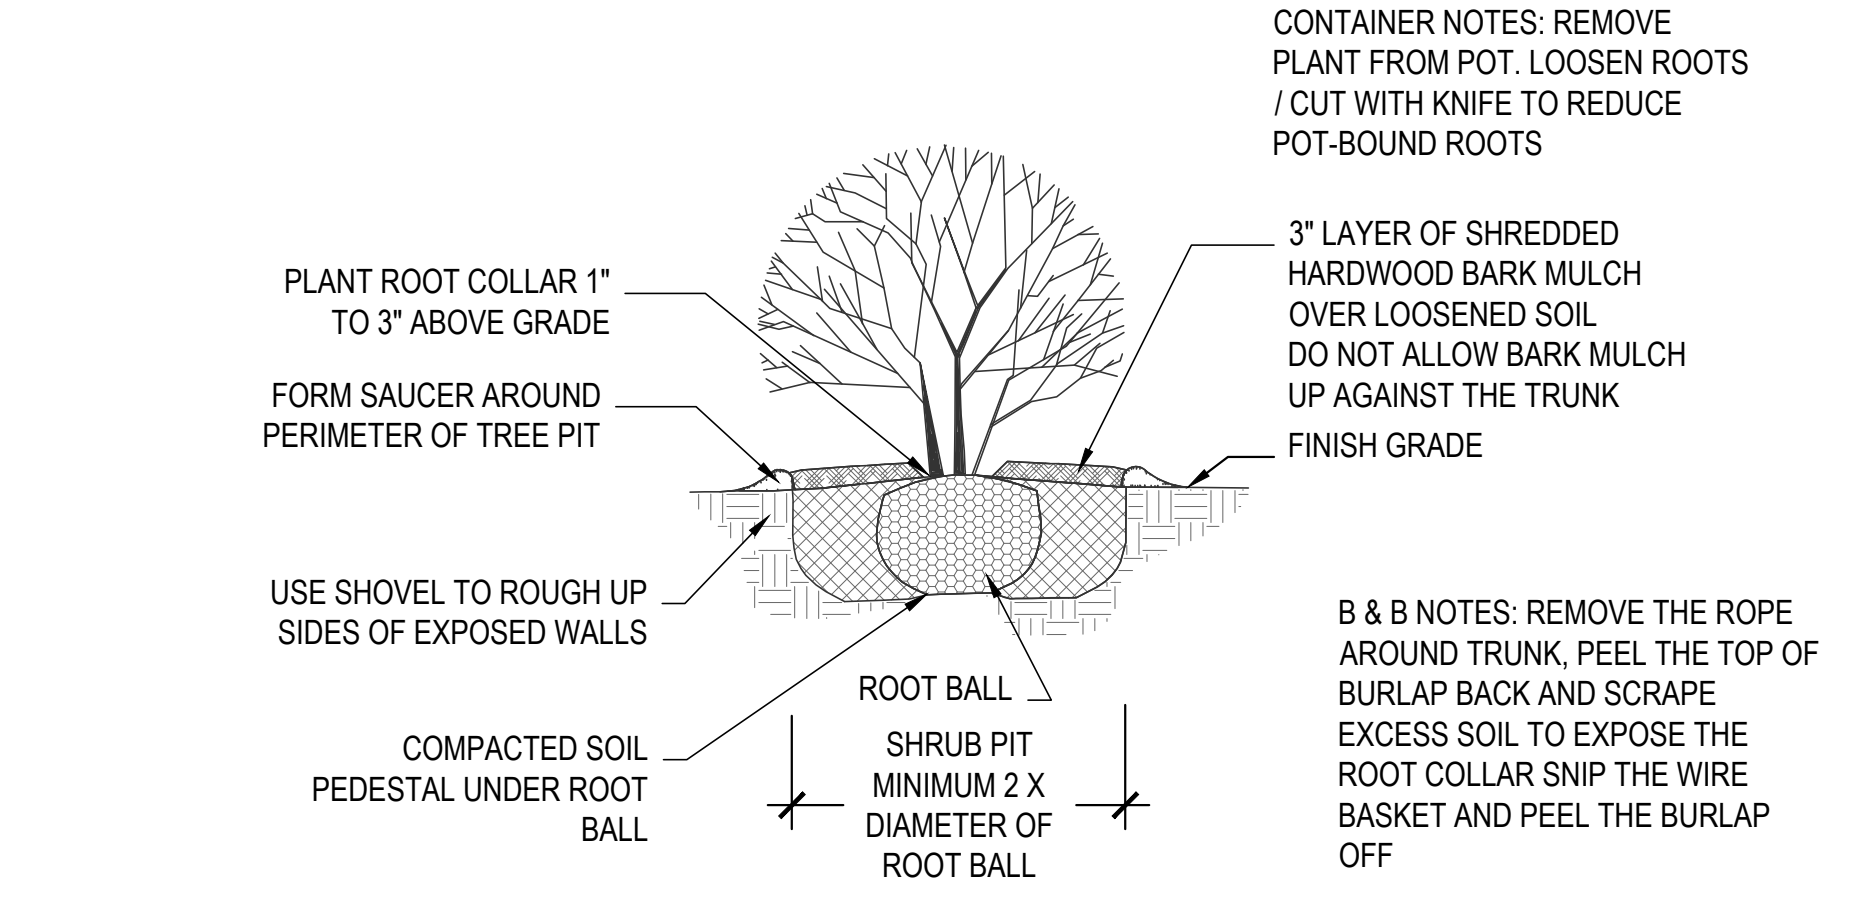 CONTAINER NOTES: REMOVE
PLANT FROM POT. LOOSEN ROOTS
/ CUT WITH KNIFE TO REDUCE
POT-BOUND ROOTS
PLANT ROOT COLLAR 1"
TO 3" ABOVE GRADE
FORM SAUCER AROUND
PERIMETER OF TREE PIT
USE SHOVEL TO ROUGH UP
SIDES OF EXPOSED WALLS
COMPACTED SOIL
PEDESTAL UNDER ROOT
BALL
3" LAYER OF SHREDDED
HARDWOOD BARK MULCH
OVER LOOSENED SOIL
DO NOT ALLOW BARK MULCH
UP AGAINST THE TRUNK
FINISH GRADE
ROOT BALL
SHRUB PIT
MINIMUM 2 X
DIAMETER OF
ROOT BALL
B & B NOTES: REMOVE THE ROPE
AROUND TRUNK, PEEL THE TOP OF
BURLAP BACK AND SCRAPE
EXCESS SOIL TO EXPOSE THE
ROOT COLLAR SNIP THE WIRE
BASKET AND PEEL THE BURLAP
OFF